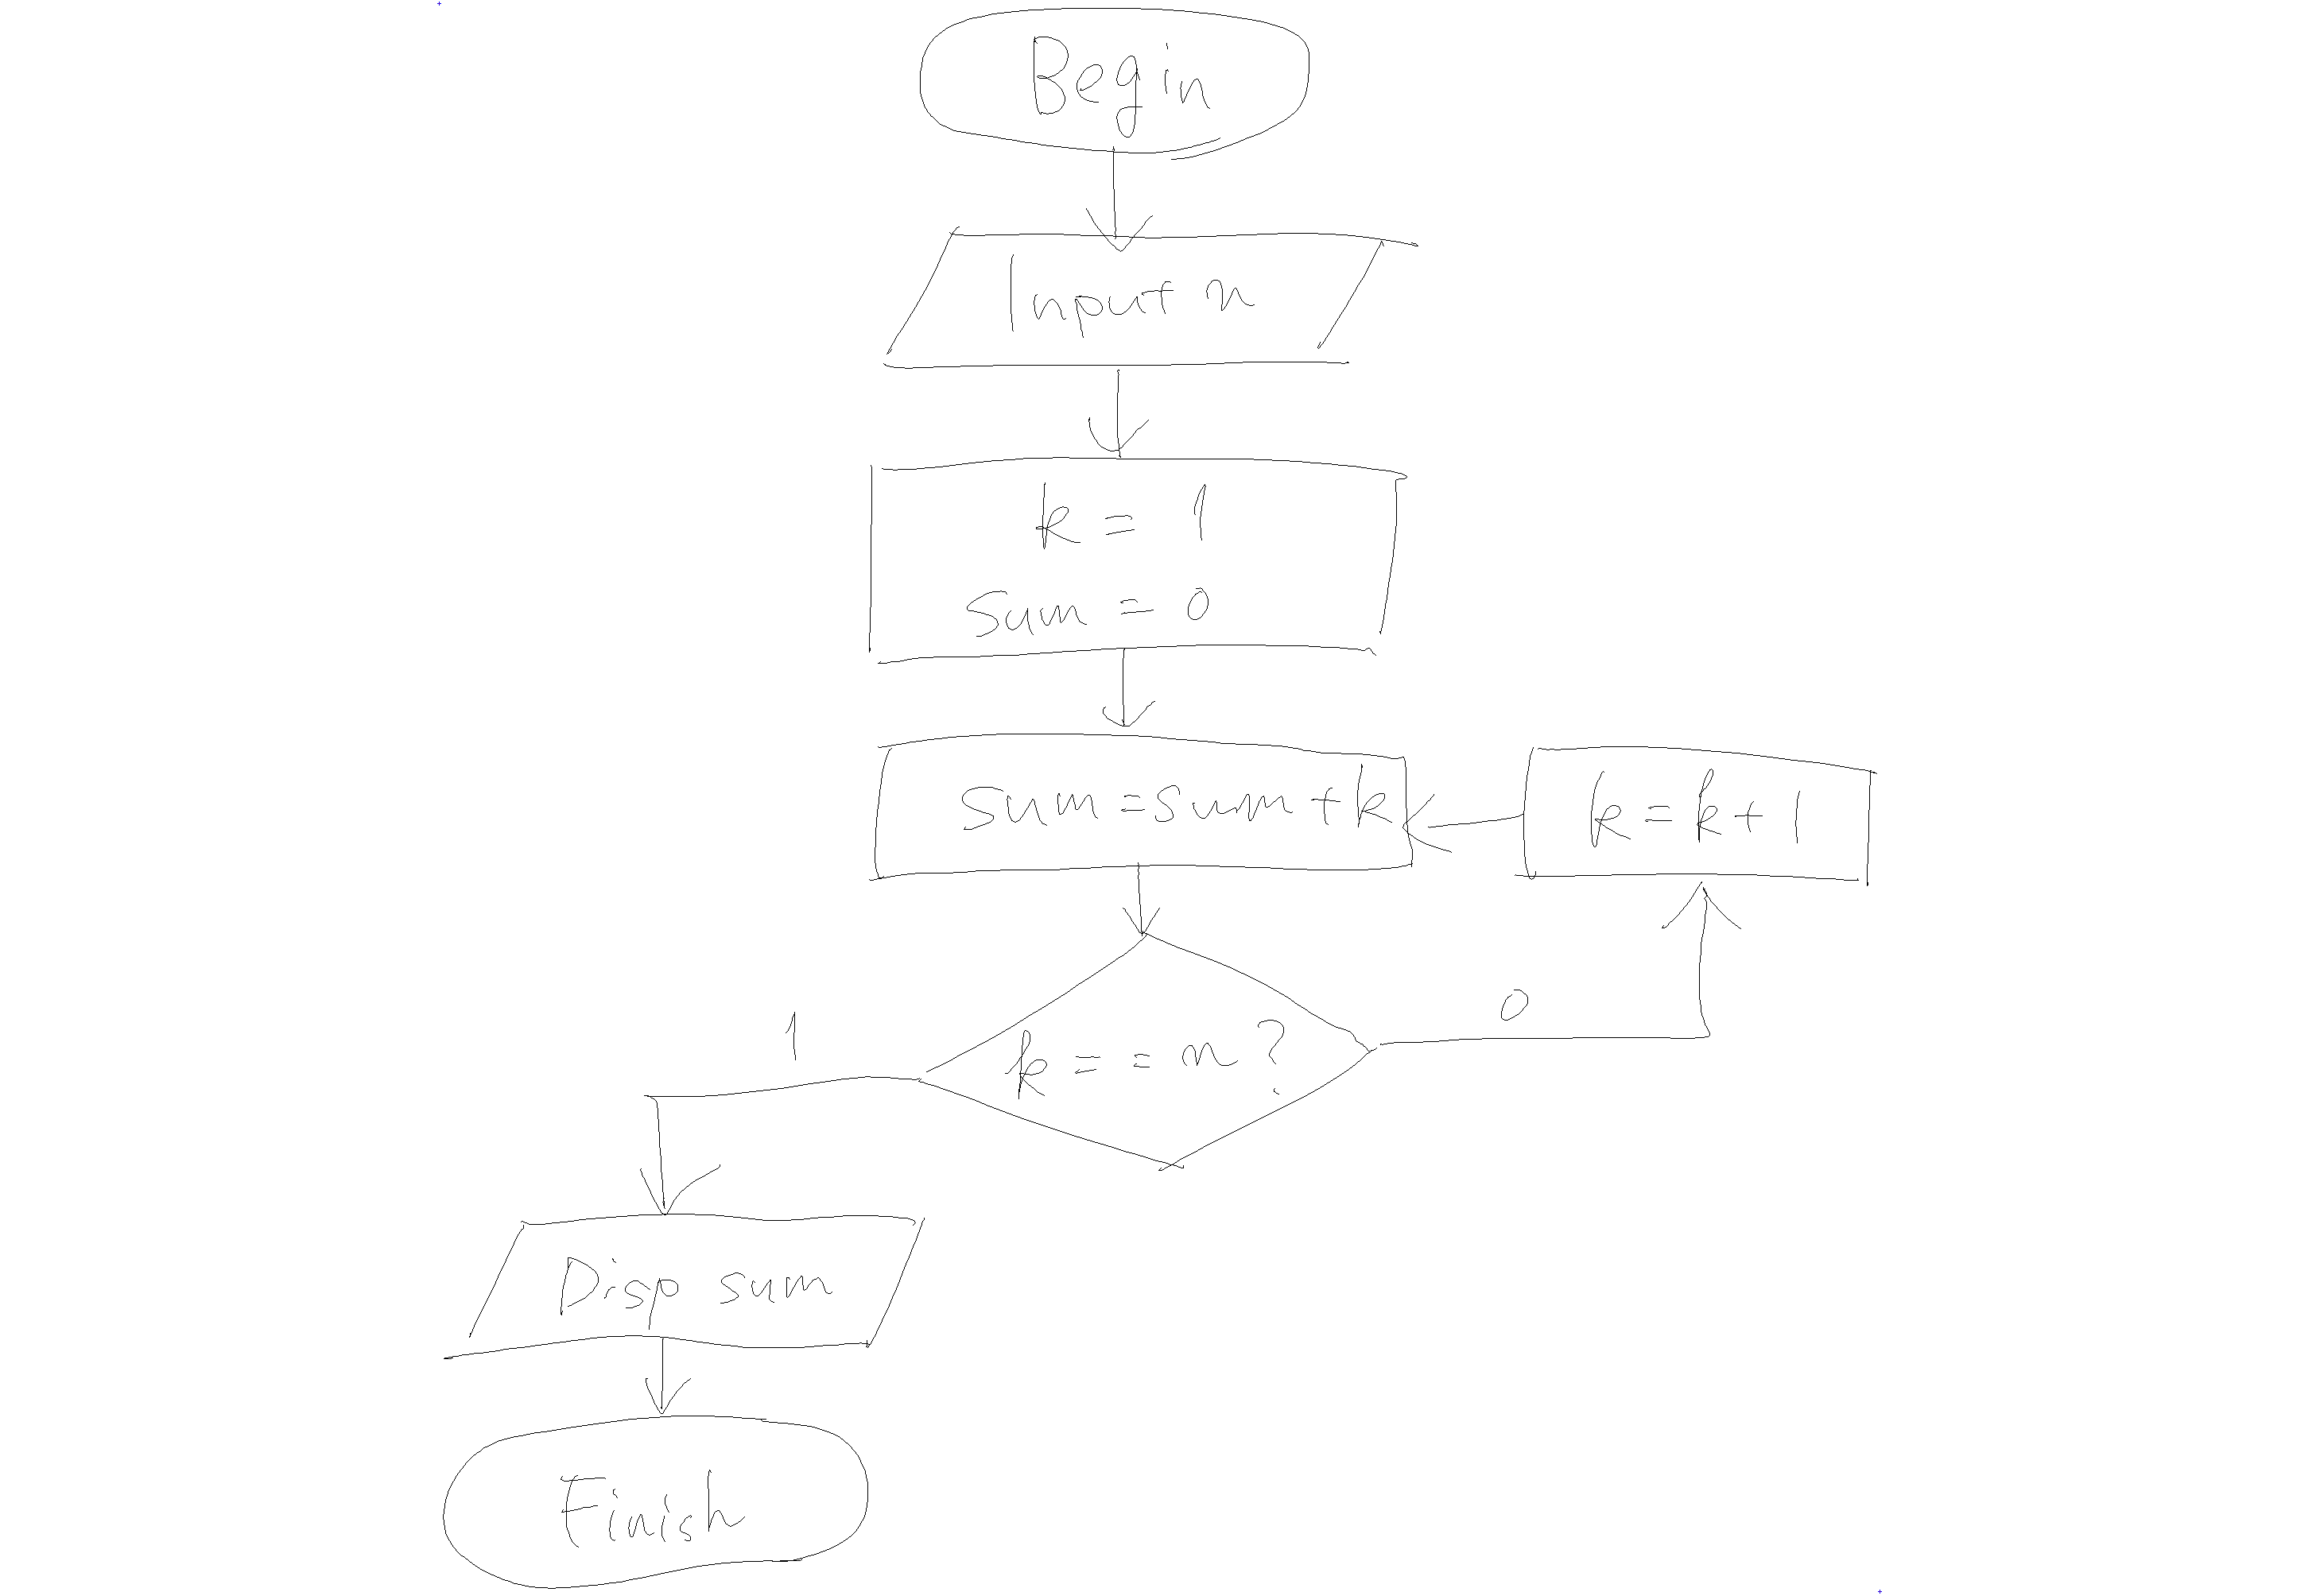 Begin
Input n
k = 1
sum = 0
sum=sum+k
k=k+1
k==n?
1
0
Disp sum
Finish